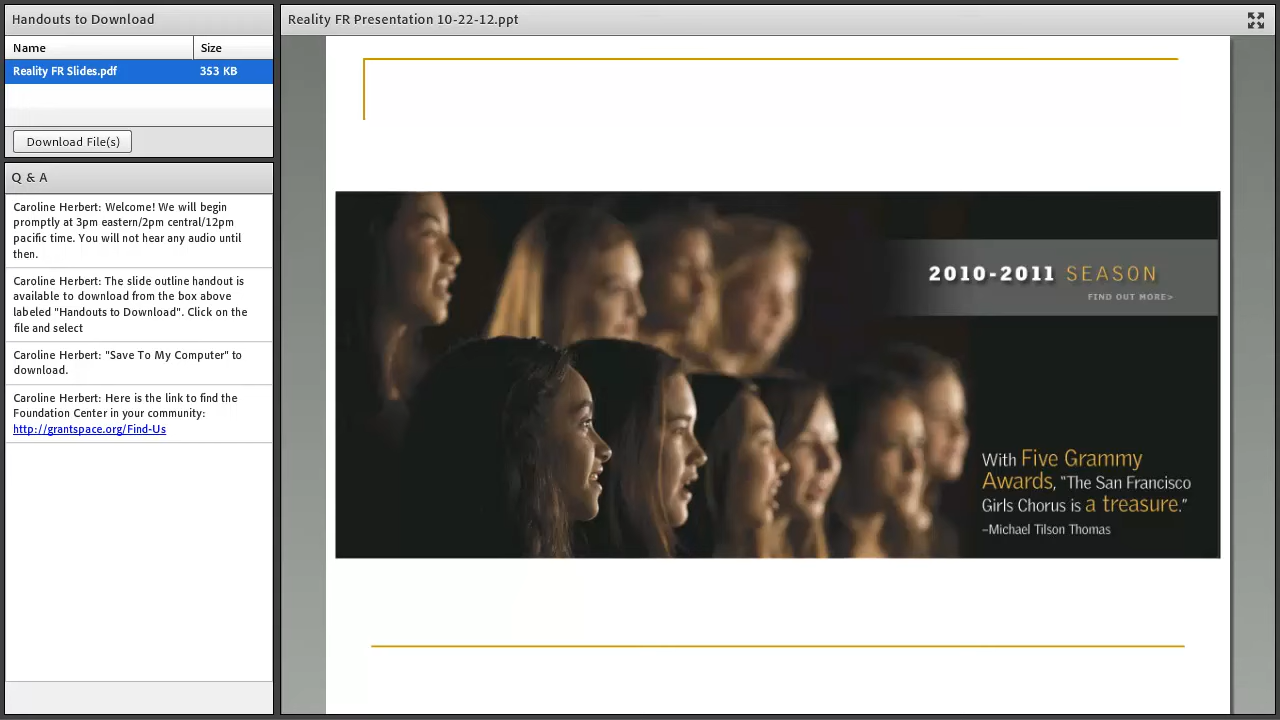 Handouts to Download
Name Size
Reality FR Slides.pdf 353 KB
Download File(s)
Q & A
Caroline Herbert: Welcome! We will begin
promptly at 3pm eastern/2pm central/12pm
pacific time. You will not hear any audio until
then.
Caroline Herbert: The slide outline handout is
available to download from the box above
labeled "Handouts to Download". Click on the
file and select
Caroline Herbert: "Save To My Computer" to
download.
Caroline Herbert: Here is the link to find the
Foundation Center in your community:
http://grantspace.org/Find-Us
Reality FR Presentation 10-22-12.ppt
2010-2011 SEASON
FIND OUT MORE>
With Five Grammy
Awards, "The San Francisco
Girls Chorus is a treasure."
–Michael Tilson Thomas